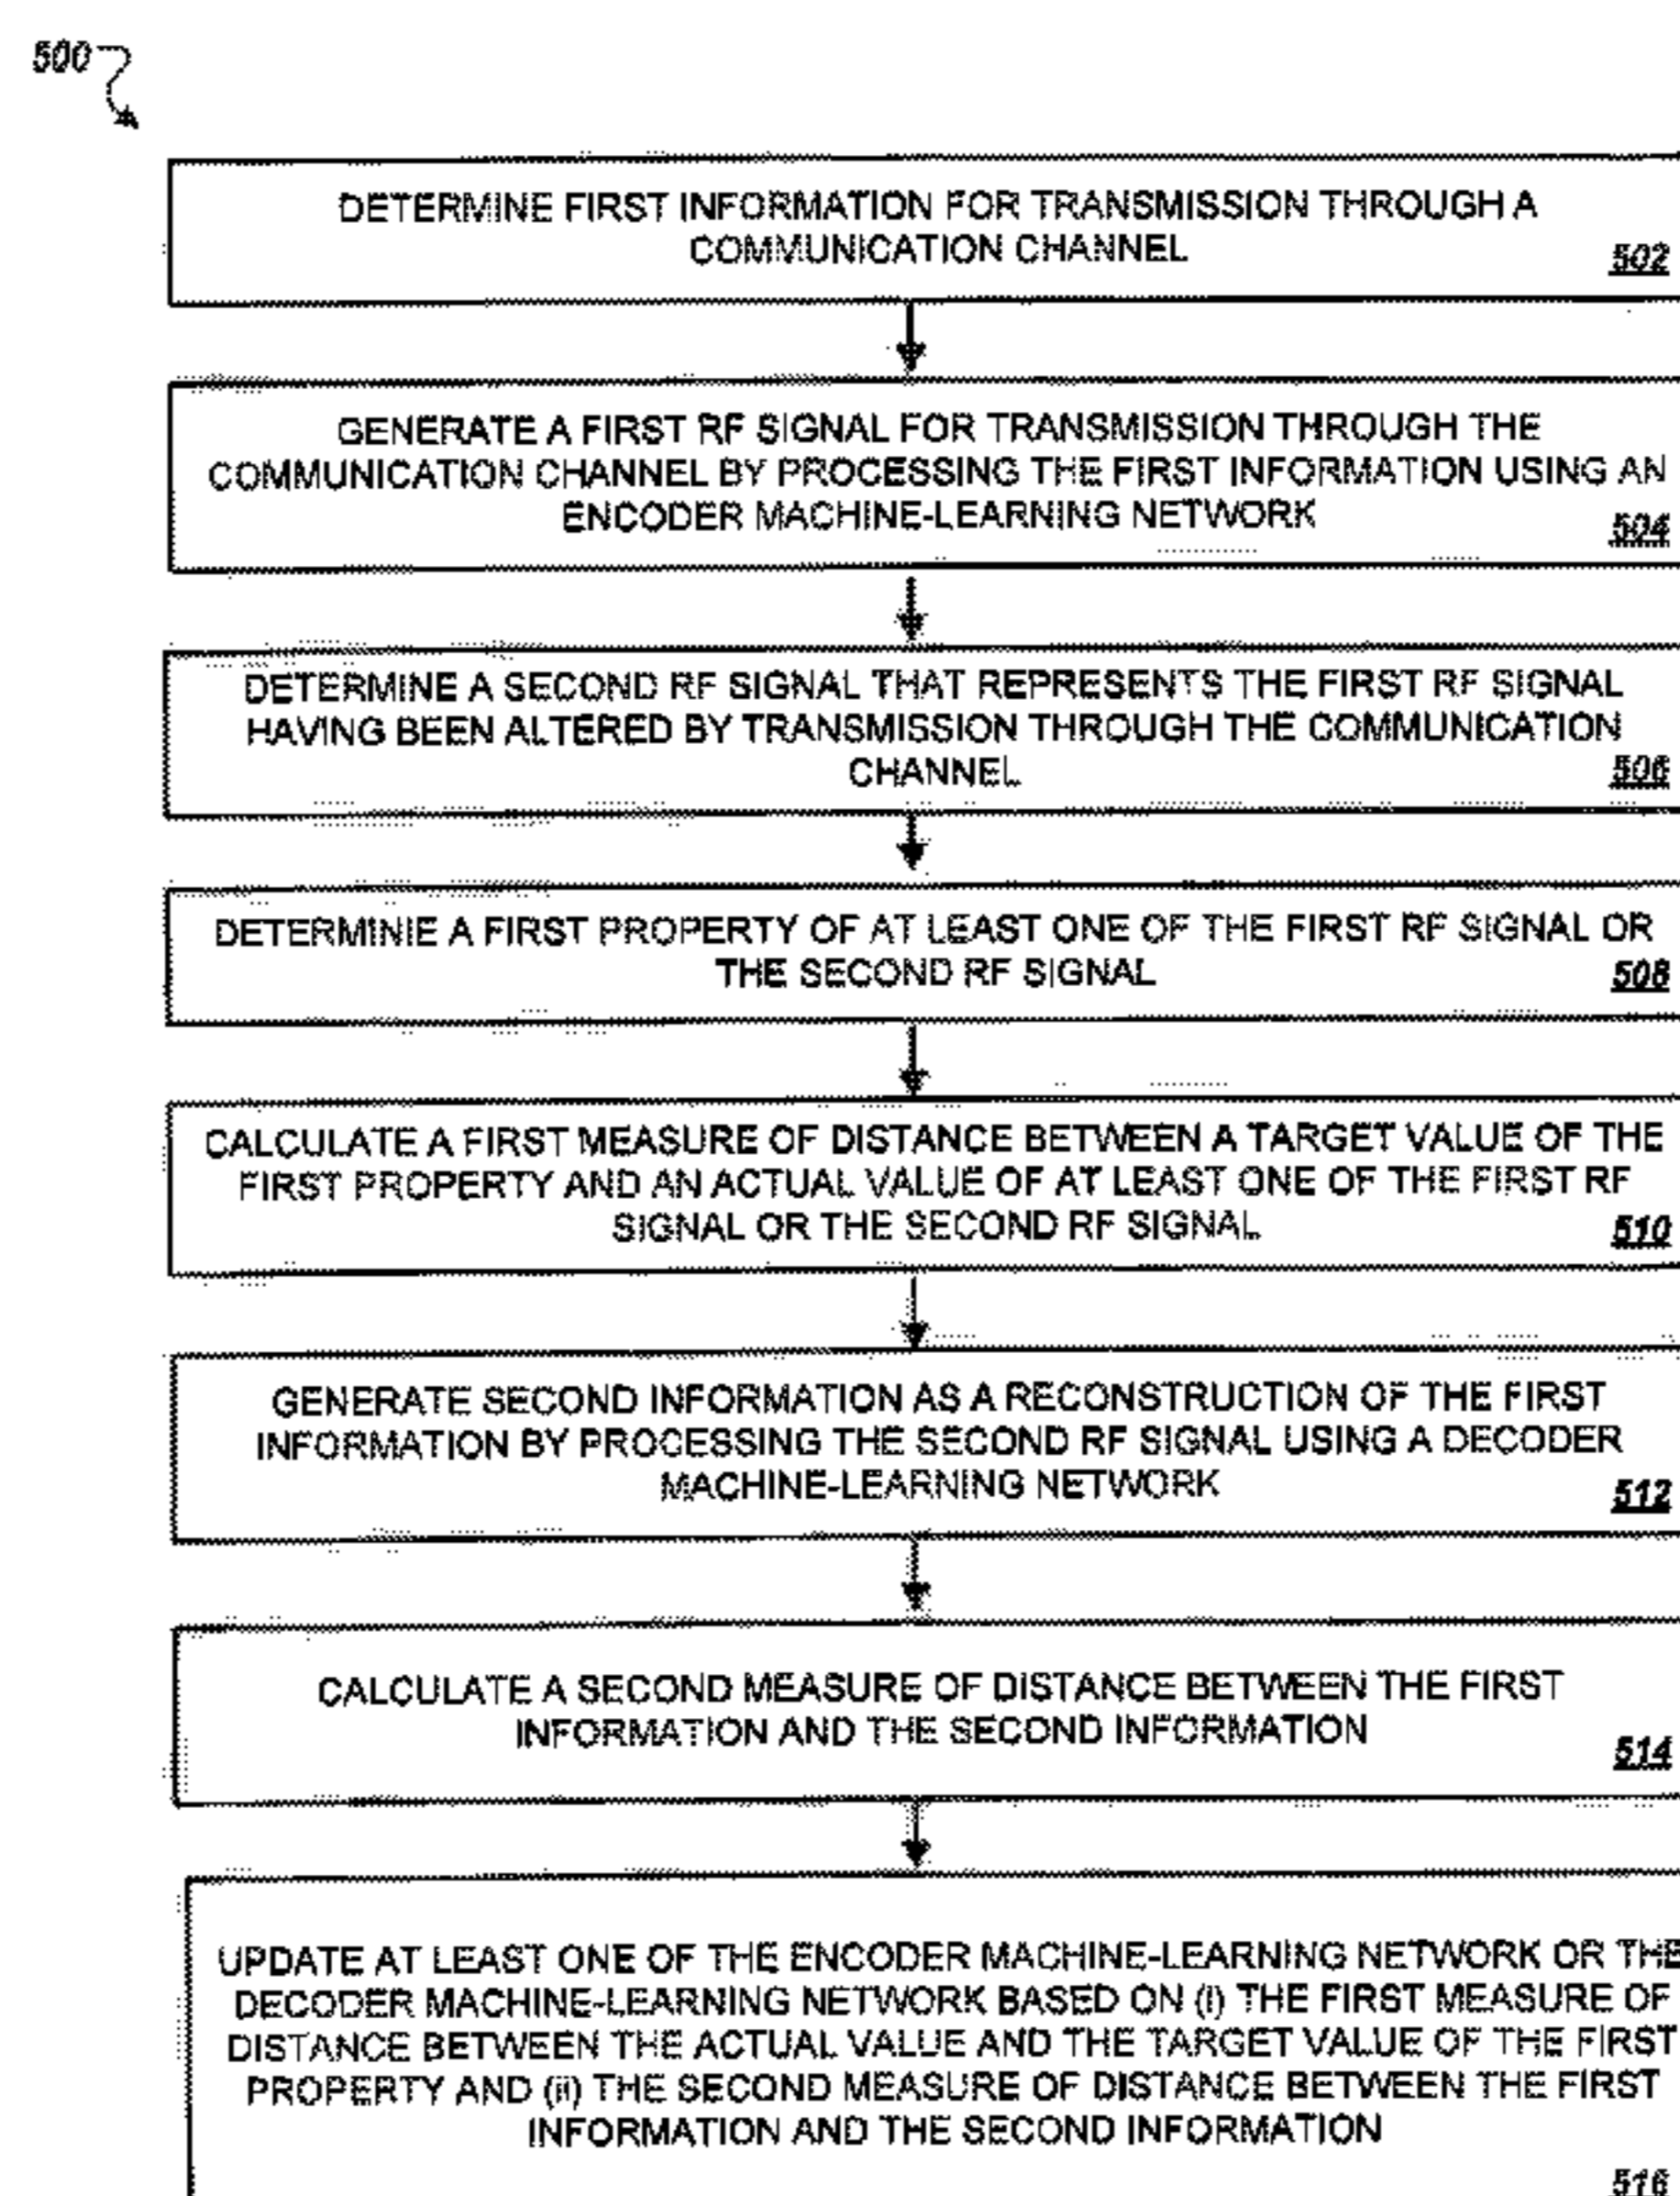 500
DETERMINE FIRST INFORMATION FOR TRANSMISSION THROUGH A
COMMUNICATION CHANNEL
502
GENERATE A FIRST RF SIGNAL FOR TRANSMISSION THROUGH THE
COMMUNICATION CHANNEL BY PROCESSING THE FIRST INFORMATION USING AN
ENCODER MACHINE-LEARNING NETWORK
504
DETERMINE A SECOND RF SIGNAL THAT REPRESENTS THE FIRST RF SIGNAL
HAVING BEEN ALTERED BY TRANSMISSION THROUGH THE COMMUNICATION
CHANNEL
506
DETERMINIE A FIRST PROPERTY OF AT LEAST ONE OF THE FIRST RF SIGNAL OR
THE SECOND RF SIGNAL
508
CALCULATE A FIRST MEASURE OF DISTANCE BETWEEN A TARGET VALUE OF THE
FIRST PROPERTY AND AN ACTUAL VALUE OF AT LEAST ONE OF THE FIRST RF
SIGNAL OR THE SECOND RF SIGNAL
510
GENERATE SECOND INFORMATION AS A RECONSTRUCTION OF THE FIRST
INFORMATION BY PROCESSING THE SECOND RF SIGNAL USING A DECODER
MACHINE-LEARNING NETWORK
512
CALCULATE A SECOND MEASURE OF DISTANCE BETWEEN THE FIRST
INFORMATION AND THE SECOND INFORMATION
514
UPDATE AT LEAST ONE OF THE ENCODER MACHINE-LEARNING NETWORK OR THE
DECODER MACHINE-LEARNING NETWORK BASED ON (i) THE FIRST MEASURE OF
DISTANCE BETWEEN THE ACTUAL VALUE AND THE TARGET VALUE OF THE FIRST
PROPERTY AND (ii) THE SECOND MEASURE OF DISTANCE BETWEEN THE FIRST
INFORMATION AND THE SECOND INFORMATION
516